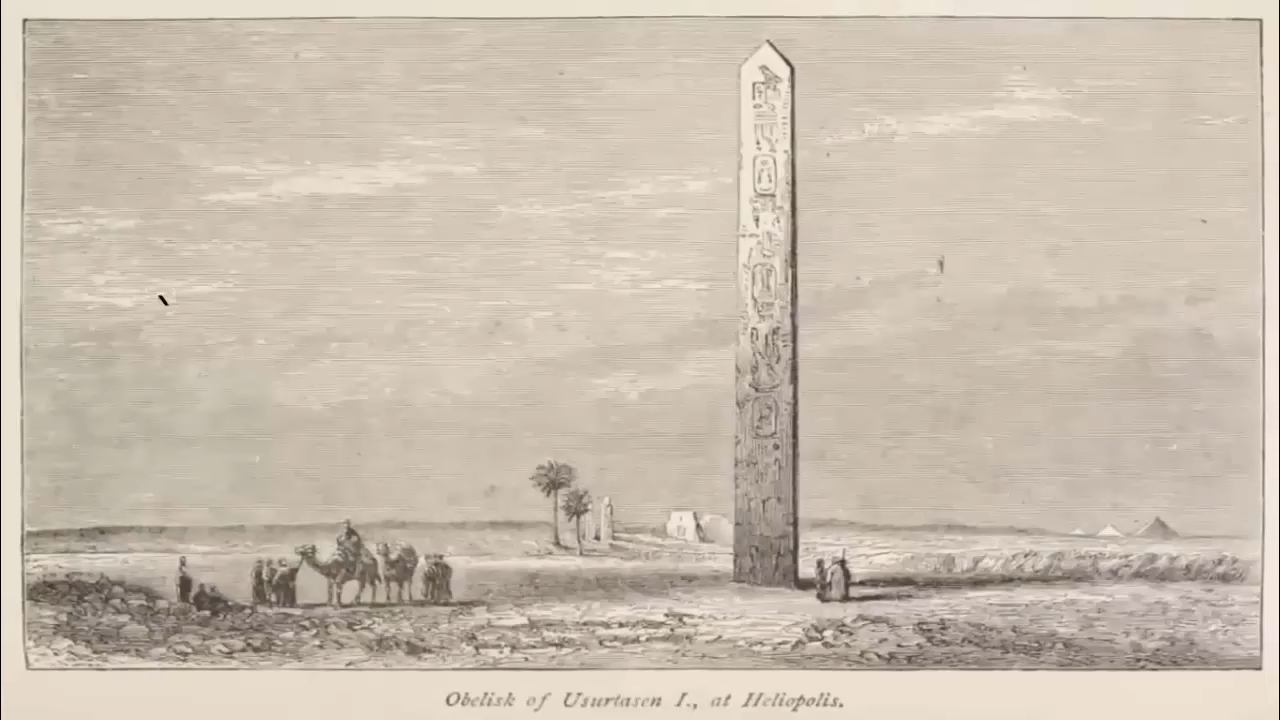 Obelisk of Usurtasen I., at Heliopolis.